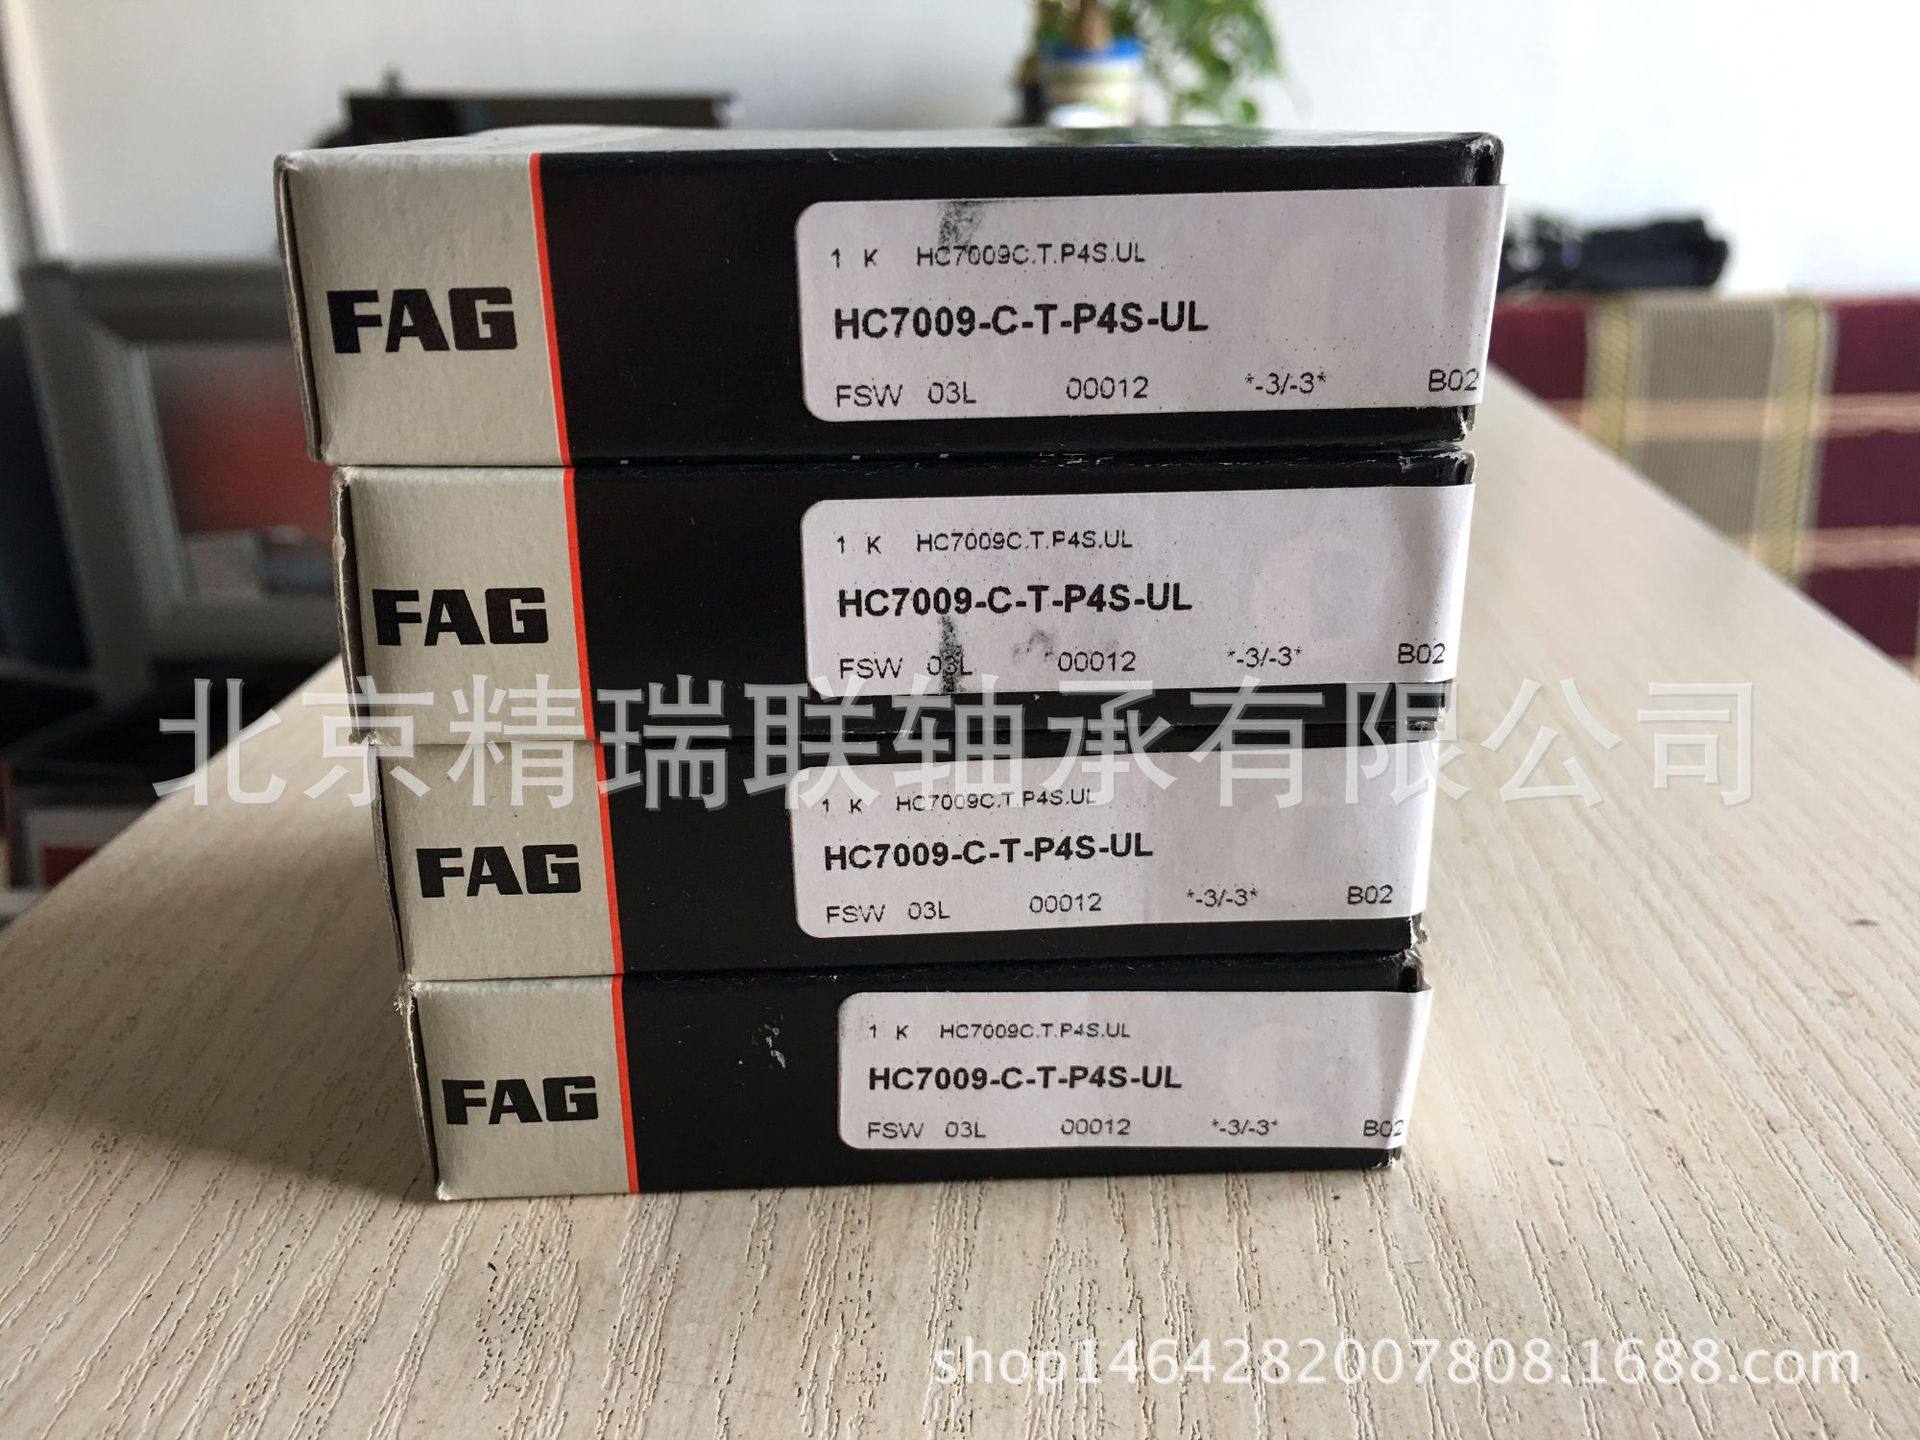 FAG
1 K HC7009C.T.P4S.UL
HC7009-C-T-P4S-UL
FSW 03L 00012 *-3/-3* B02
FAG
1 K HC7009C.T.P4S.UL
HC7009-C-T-P4S-UL
FSW 03L 00012 *-3/-3* B02
北京精瑞联轴承有限公司
FAG
1 K HC7009C.T.P4S.UL
HC7009-C-T-P4S-UL
FSW 03L 00012 *-3/-3* B02
FAG
1 K HC7009C.T.P4S.UL
HC7009-C-T-P4S-UL
FSW 03L 00012 *-3/-3* B02
shop1464282007808.1688.com